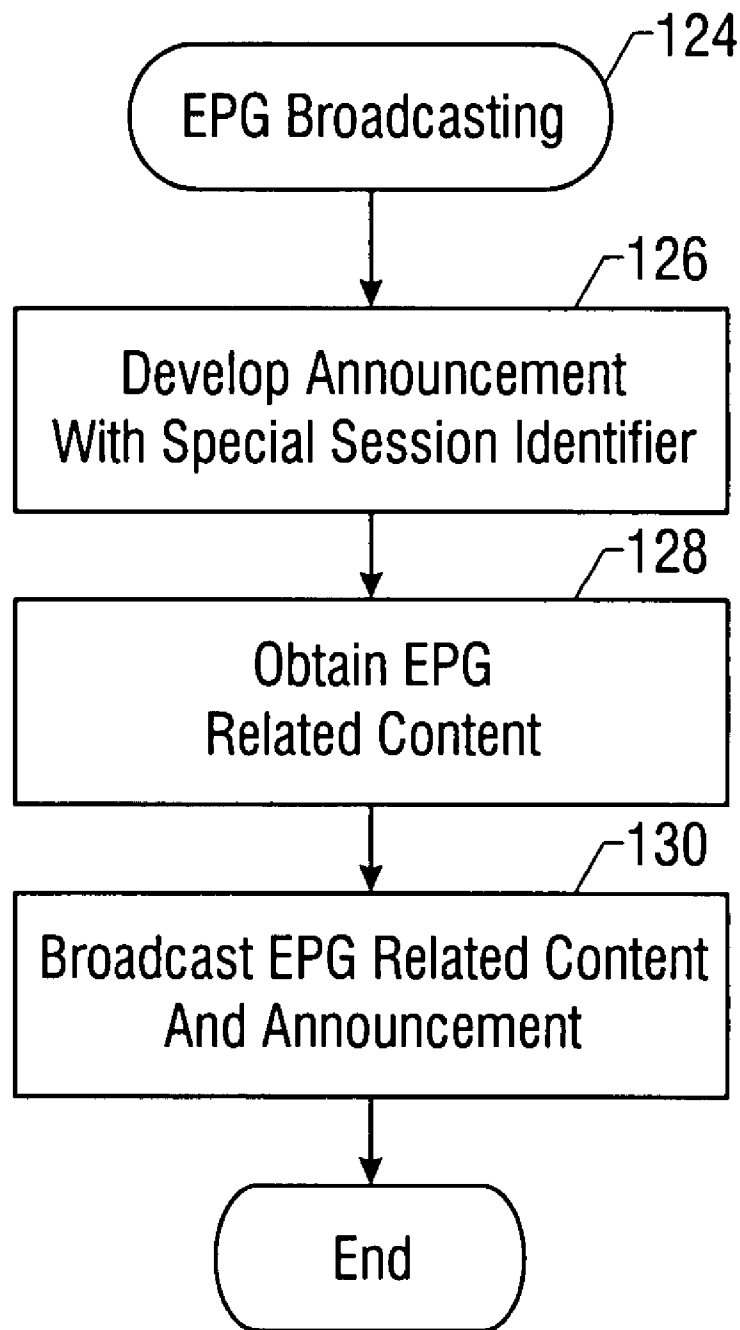 124
EPG Broadcasting
126
Develop Announcement
With Special Session Identifier
128
Obtain EPG
Related Content
130
Broadcast EPG Related Content
And Announcement
End